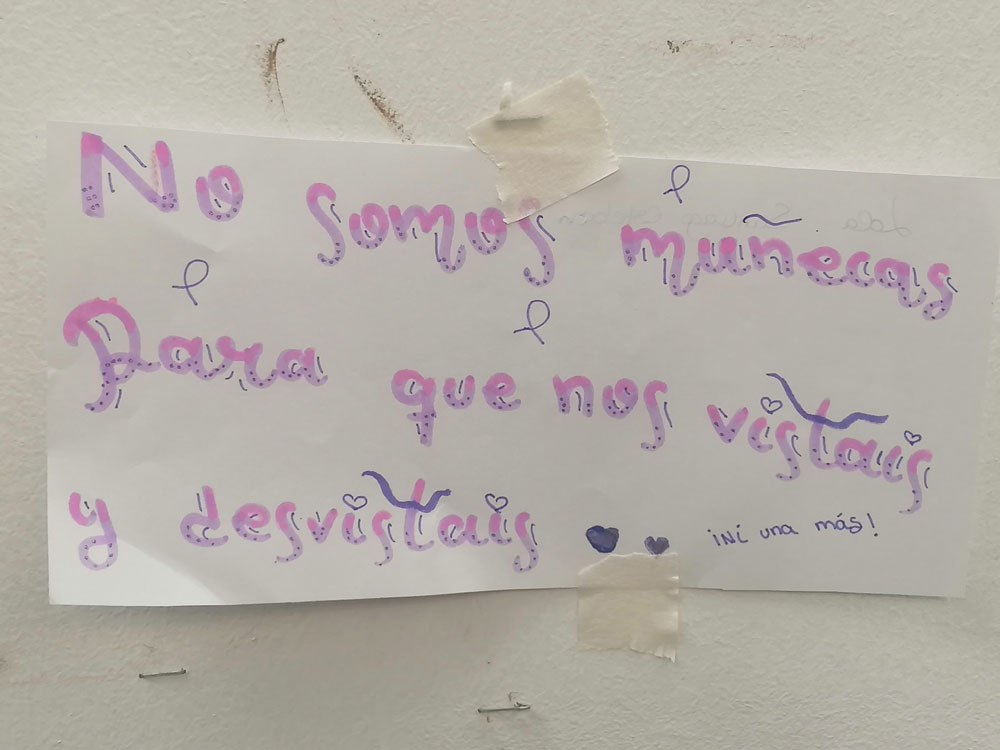 No somos muñecas
Para que nos vistais
y desvistais
¡Ni una más!